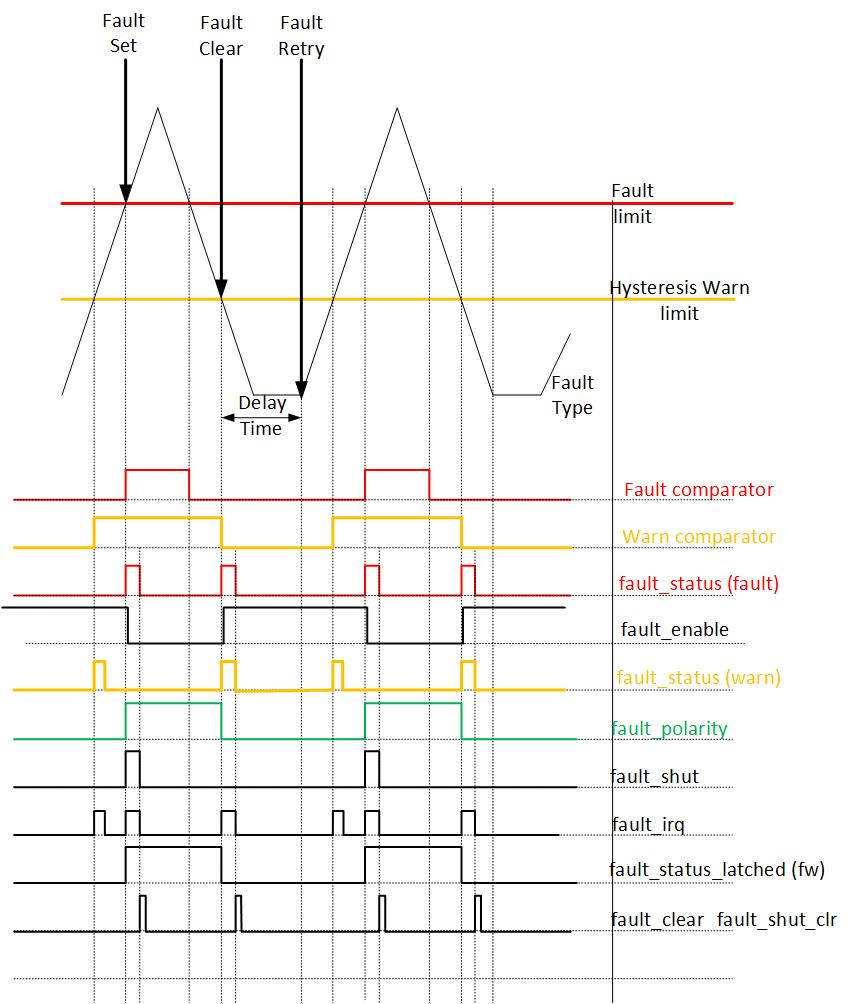 Fault
Set
Fault
Clear
Fault
Retry
Fault
limit
Hysteresis Warn
limit
Fault
Type
Delay
Time
Fault comparator
Warn comparator
fault_status (fault)
fault_enable
fault_status (warn)
fault_polarity
fault_shut
fault_irq
fault_status_latched (fw)
fault_clear fault_shut_clr